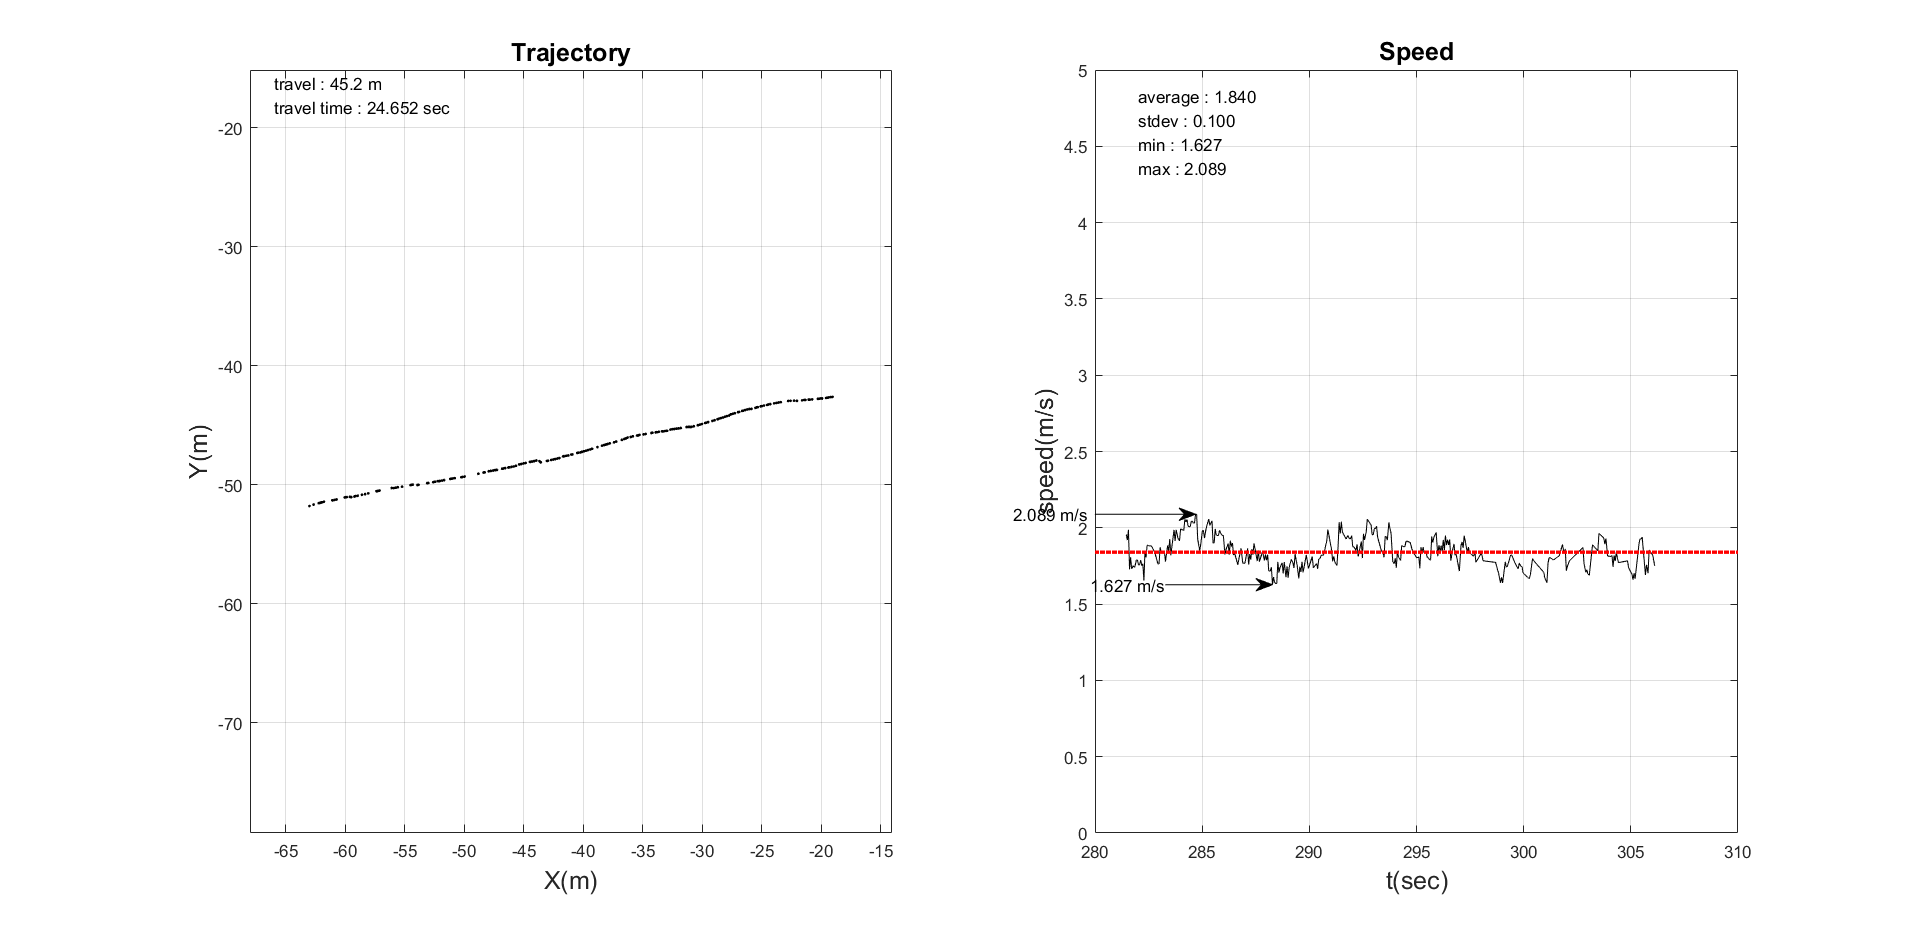 Trajectory
travel : 45.2 m
travel time : 24.652 sec
-20
-30
-40
-50
-60
-70
Y(m)
-65 -60 -55 -50 -45 -40 -35 -30 -25 -20 -15
X(m)
Speed
average : 1.840
stdev : 0.100
min : 1.627
max : 2.089
5
4.5
4
3.5
3
2.5
2
1.5
1
0.5
0
speed(m/s)
2.089 m/s
1.627 m/s
280 285 290 295 300 305 310
t(sec)